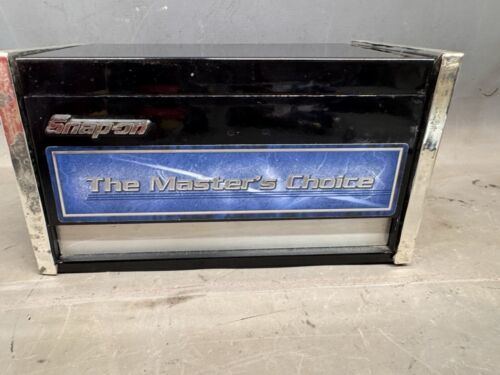 Snap-on
The Master's Choice